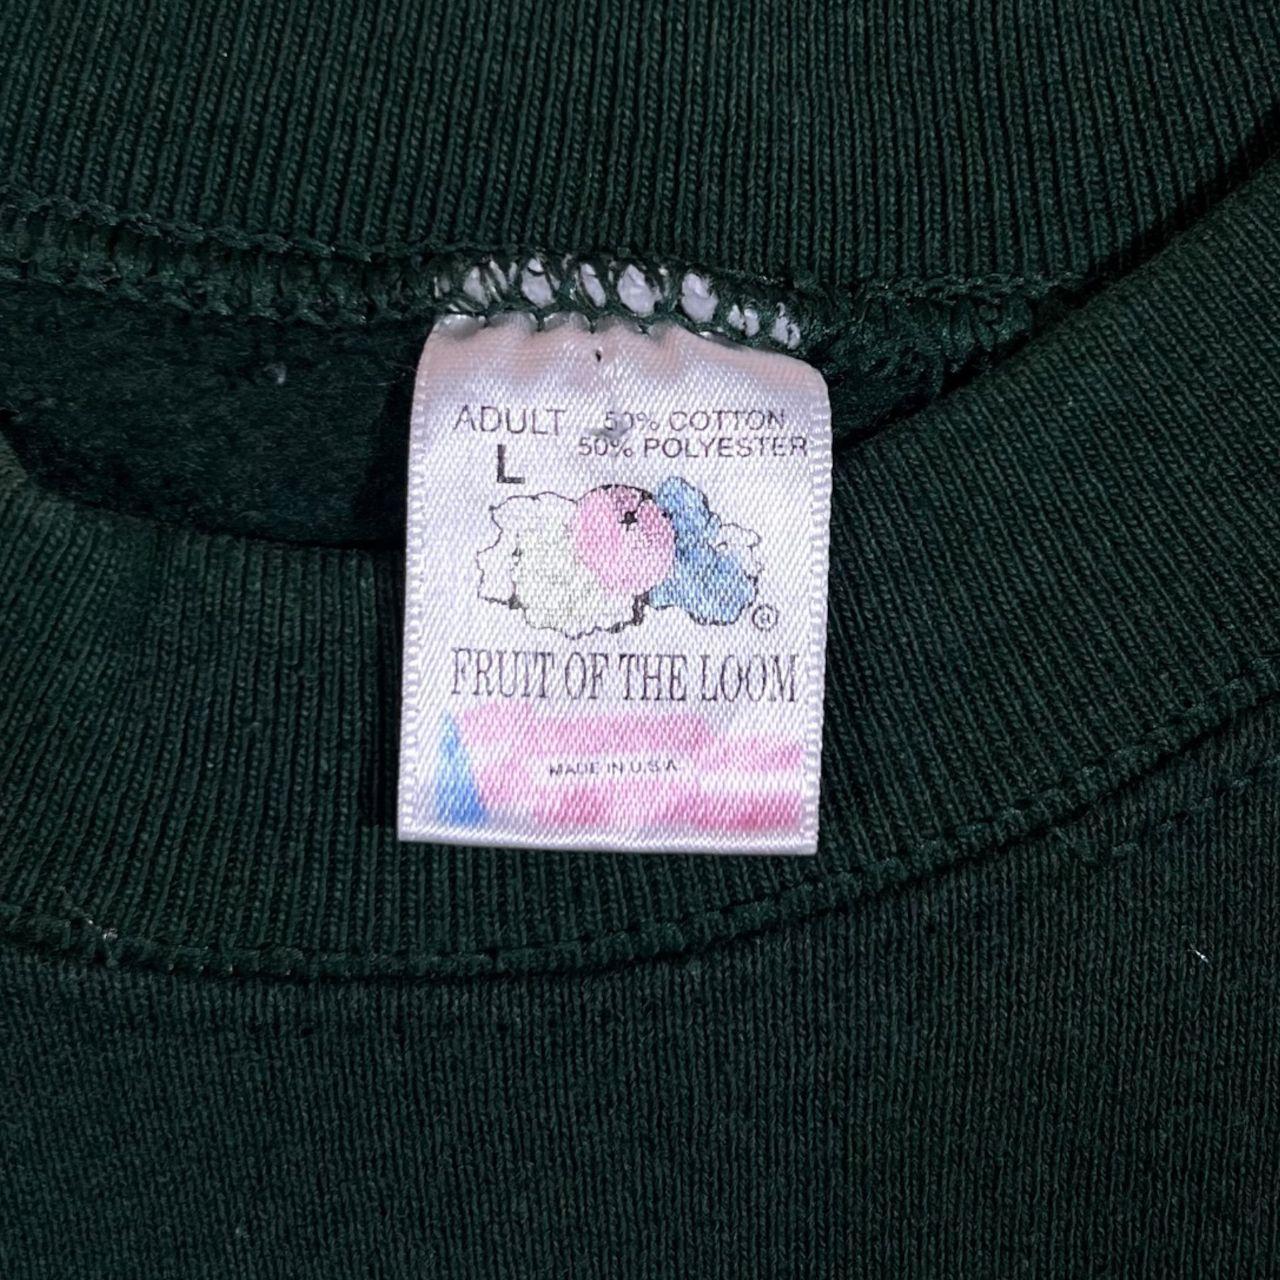 ADULT 50% COTTON
L 50% POLYESTER
®
FRUIT OF THE LOOM
MADE IN U.S.A.